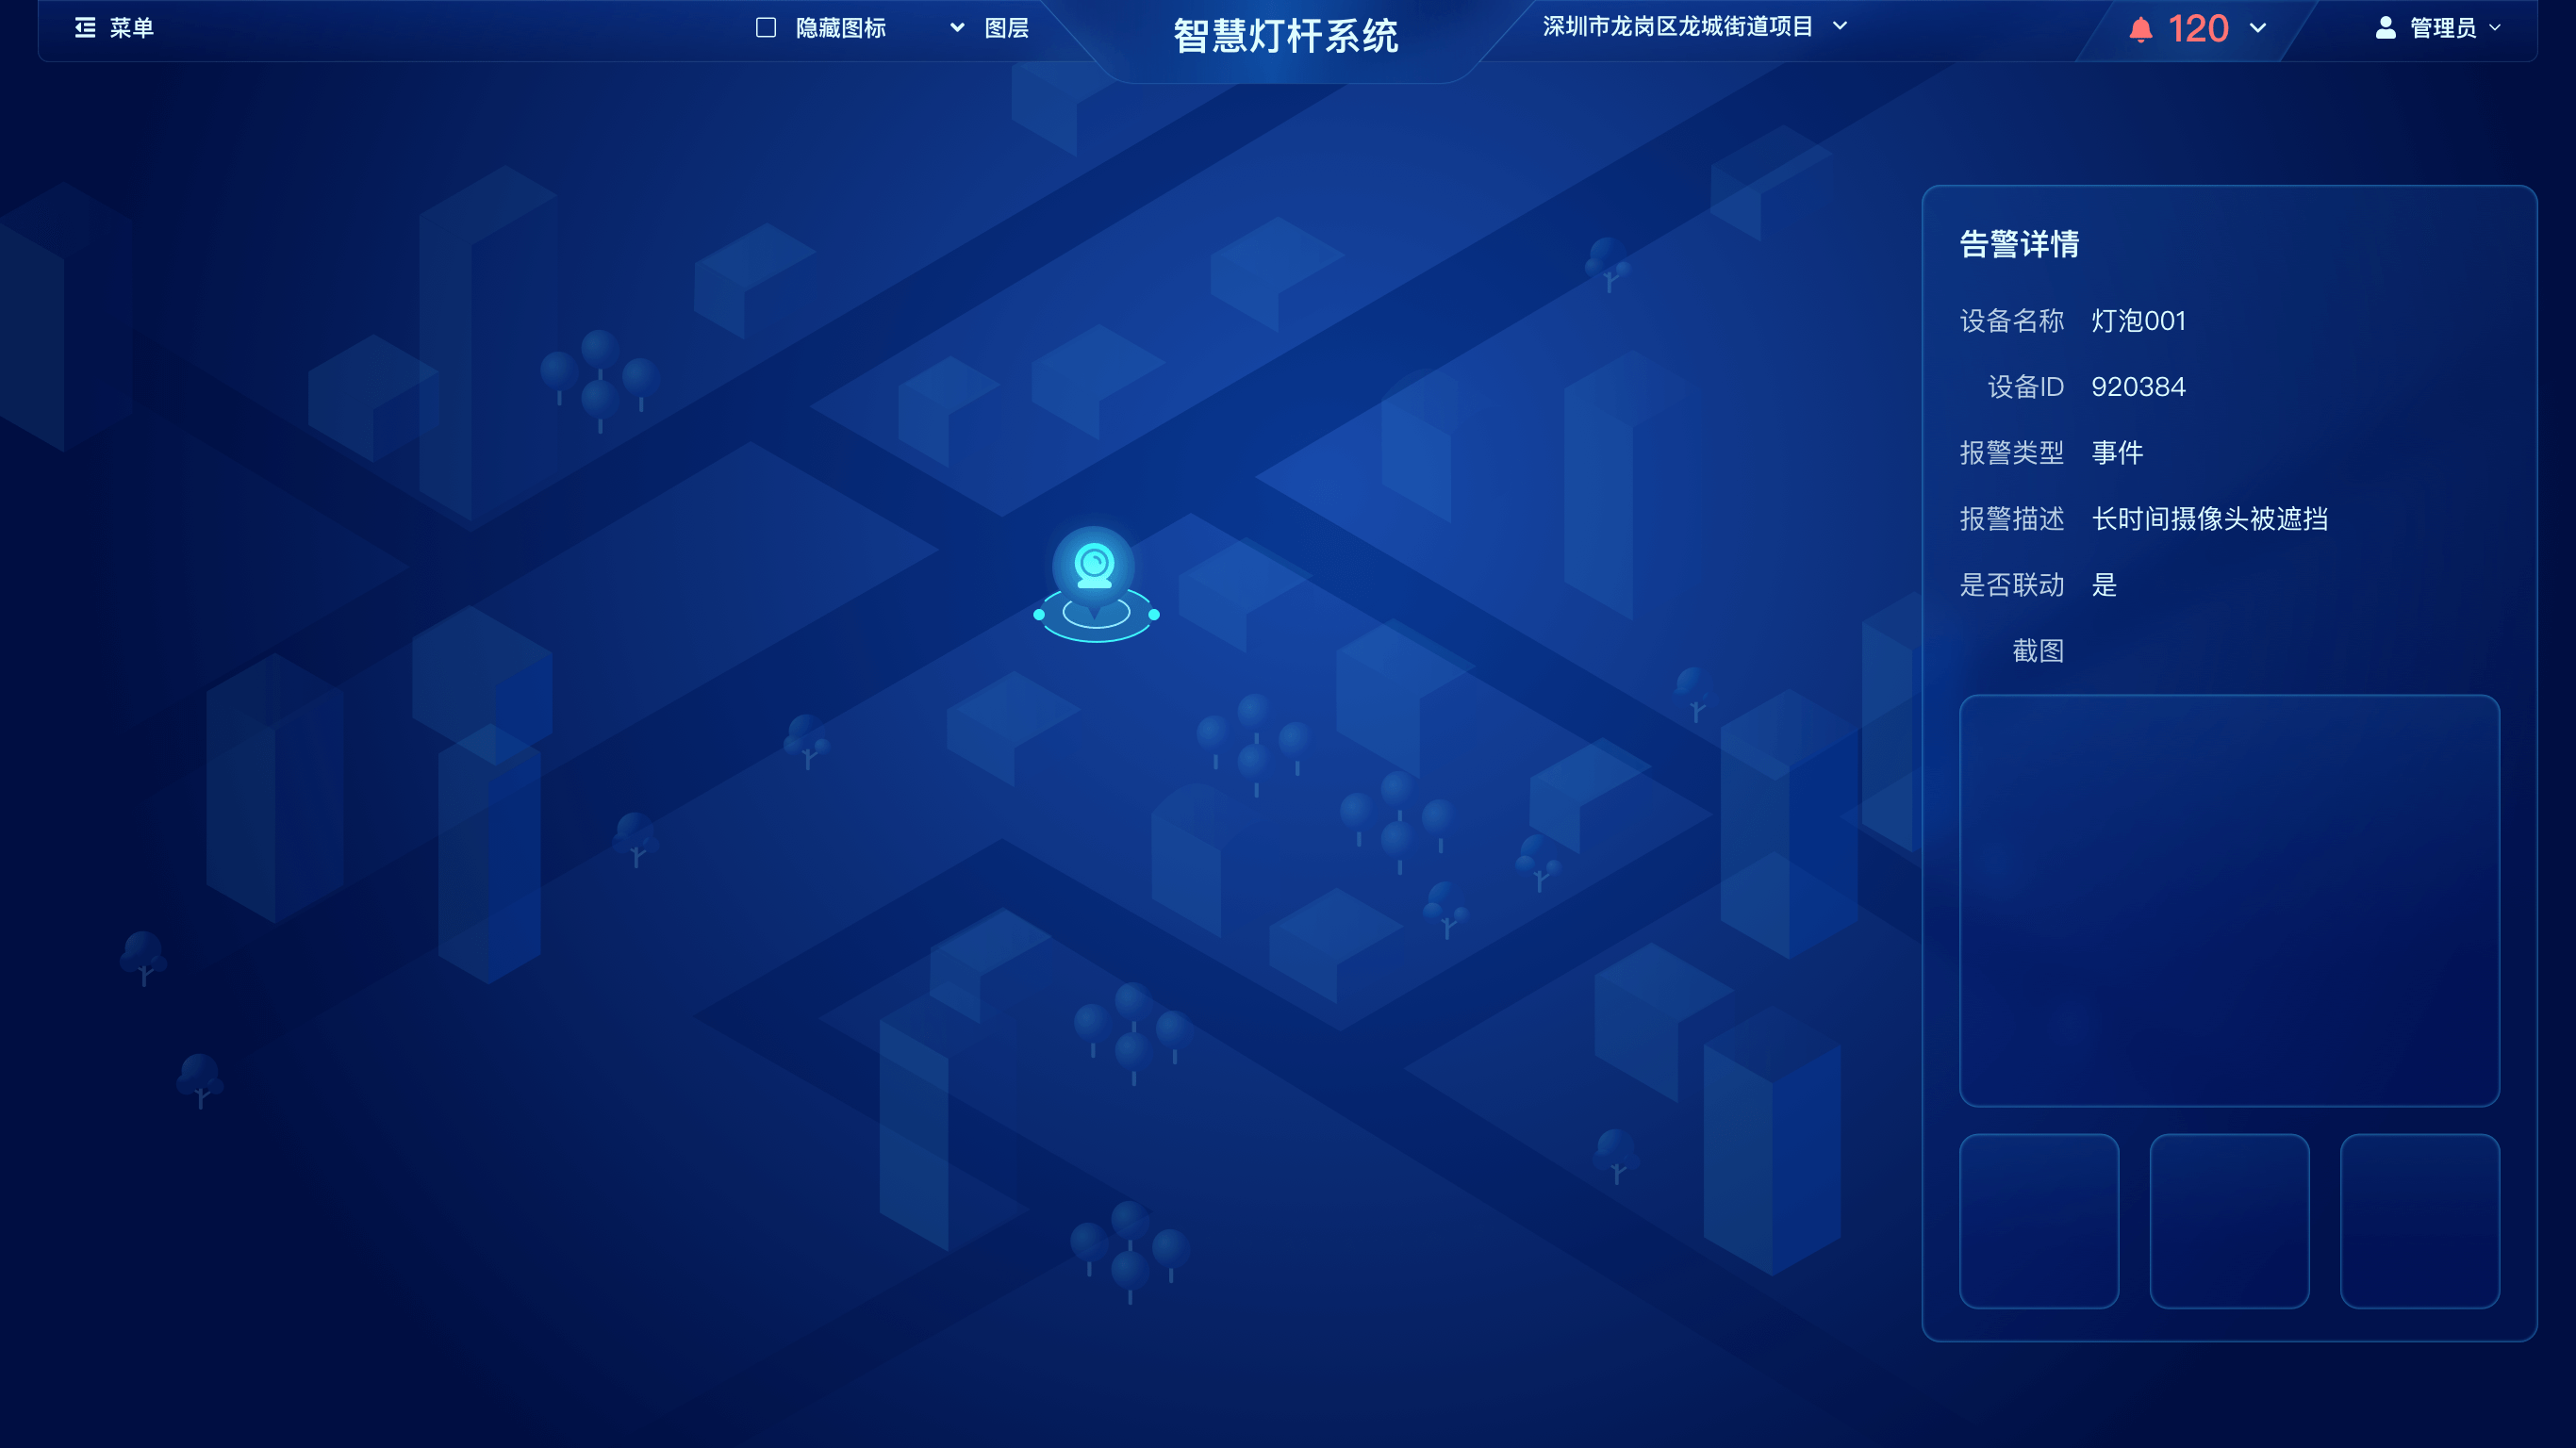 菜单
隐藏图标
图层
智慧灯杆系统
深圳市龙岗区龙城街道项目
120
管理员
告警详情
设备名称 灯泡001
设备ID 920384
报警类型 事件
报警描述 长时间摄像头被遮挡
是否联动 是
截图